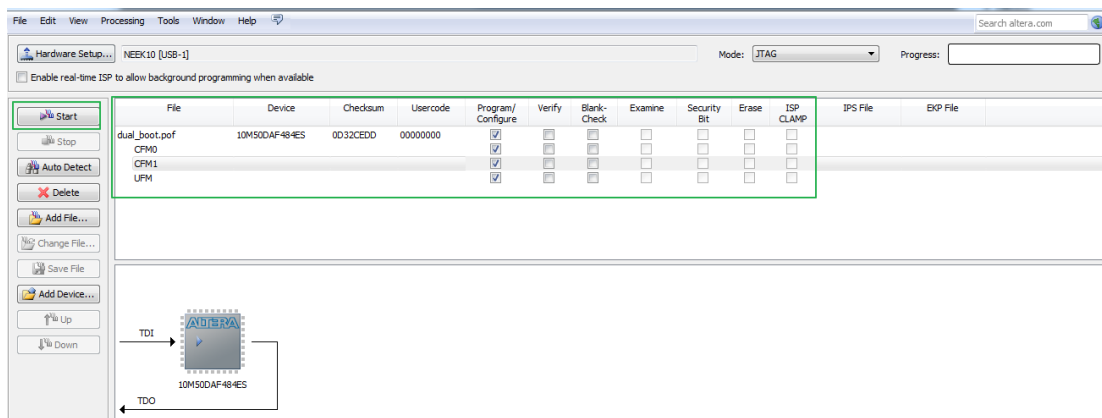 File Edit View Processing Tools Window Help
Search altera.com
Hardware Setup... NEEK10 [USB-1] Mode: JTAG Progress:
Enable real-time ISP to allow background programming when available
Start
Stop
Auto Detect
Delete
Add File...
Change File...
Save File
Add Device...
Up
Down
File Device Checksum Usercode Program/ Verify Blank- Examine Security Erase ISP IPS File EKP File
Configure Check Bit CLAMP
dual_boot.pof 10M50DAF484ES 0D32CEDD 00000000
CFM0
CFM1
UFM
TDI
ALTERA
10M50DAF484ES
TDO